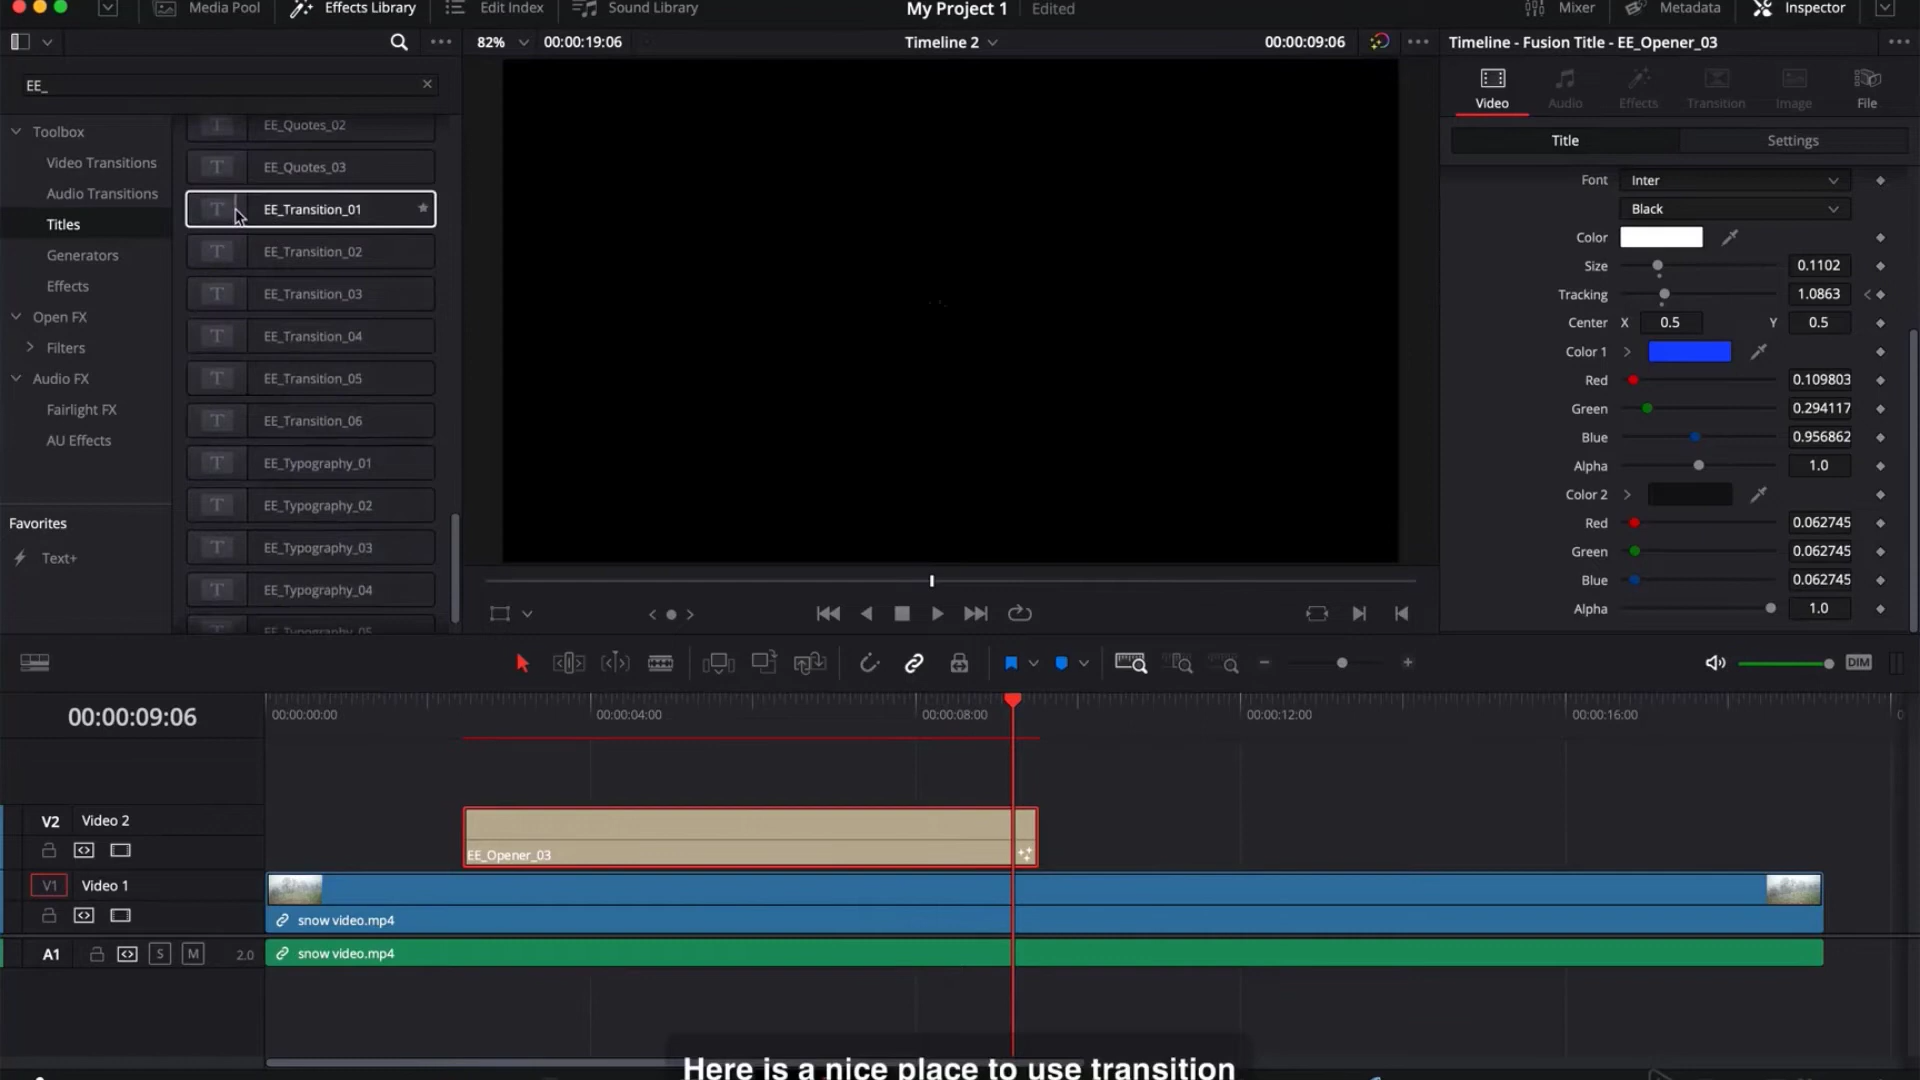 Media Pool
Effects Library
Edit Index
Sound Library
My Project 1
Edited
Mixer
Metadata
Inspector
82%
00:00:19:06
Timeline 2
00:00:09:06
Timeline - Fusion Title - EE_Opener_03
EE_
Video
Audio
Effects
Transition
Image
File
Title
Settings
Toolbox
Video Transitions
Audio Transitions
Titles
Generators
Effects
Open FX
Filters
Audio FX
Fairlight FX
AU Effects
Favorites
Text+
EE_Quotes_02
EE_Quotes_03
EE_Transition_01
EE_Transition_02
EE_Transition_03
EE_Transition_04
EE_Transition_05
EE_Transition_06
EE_Typography_01
EE_Typography_02
EE_Typography_03
EE_Typography_04
EE_Typography_05
Font Inter
Black
Color
Size 0.1102
Tracking 1.0863
Center X 0.5 Y 0.5
Color 1
Red 0.109803
Green 0.294117
Blue 0.956862
Alpha 1.0
Color 2
Red 0.062745
Green 0.062745
Blue 0.062745
Alpha 1.0
DIM
00:00:09:06
00:00:00:00
00:00:04:00
00:00:08:00
00:00:12:00
00:00:16:00
V2 Video 2
EE_Opener_03
V1 Video 1
snow video.mp4
A1 S M 2.0
snow video.mp4
Here is a nice place to use transition